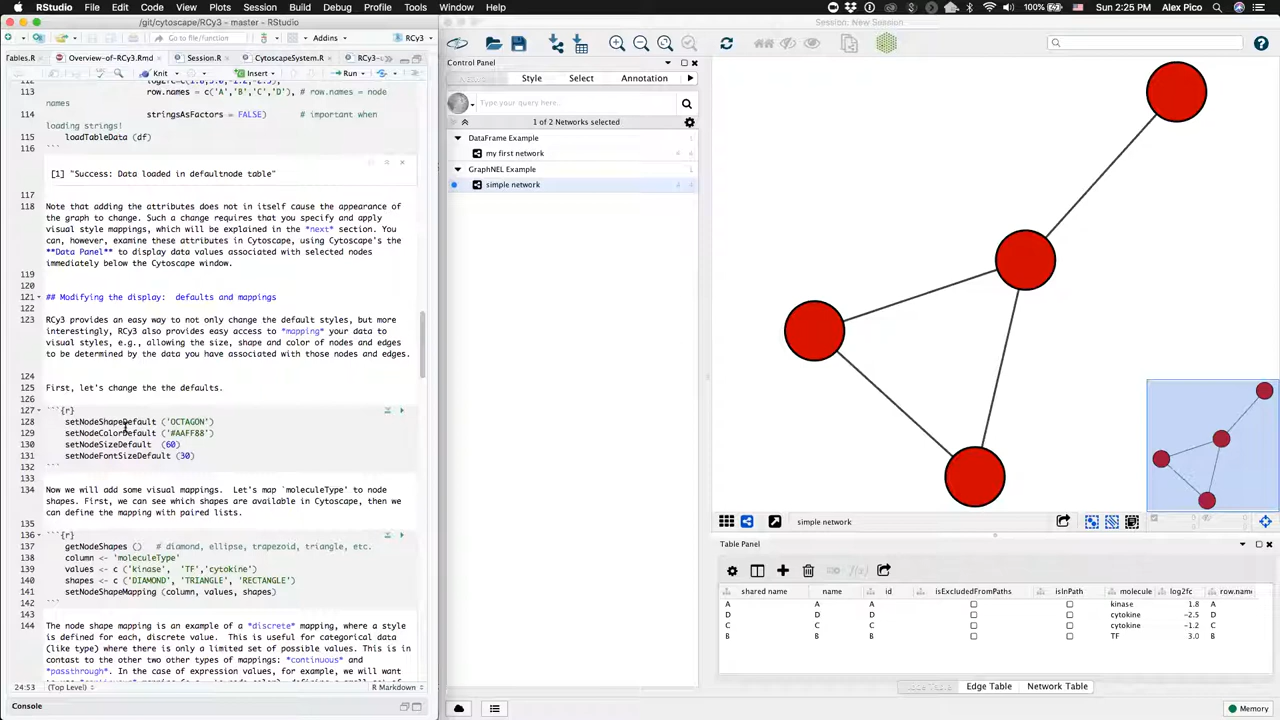 RStudio File Edit Code View Plots Session Build Debug Profile Tools Window Help 100% U.S. Sun 2:25 PM Alex Pico
/git/cytoscape/RCy3 - master - RStudio
Go to file/function Addins RCy3
Tables.R Overview-of-RCy3.Rmd Session.R CytoscapeSystem.R RCy3-
Knit Insert Run
113 row.names = c('A','B','C','D'), # row.names = node
names
114 stringsAsFactors = FALSE) # important when
loading strings!
115 loadTableData (df)
116 ```
[1] "Success: Data loaded in defaultnode table"
117
118 Note that adding the attributes does not in itself cause the appearance
of the graph to change. Such a change requires that you specify and apply
visual style mappings, which will be explained in the *next* section. You
can, however, examine these attributes in Cytoscape, using Cytoscape's the
**Data Panel** to display data values associated with selected nodes
immediately below the Cytoscape window.
119
120
121 ## Modifying the display:  defaults and mappings
122
123 RCy3 provides an easy way to not only change the default styles, but more
interestingly, RCy3 also provides easy access to *mapping* your data to
visual styles, e.g., allowing the size, shape and color of nodes and edges
to be determined by the data you have associated with those nodes and edges.
124
125 First, let's change the the defaults.
126
127 ```{r}
128 setNodeShapeDefault ('OCTAGON')
129 setNodeColorDefault ('#AAFF88')
130 setNodeSizeDefault  (60)
131 setNodeFontSizeDefault (30)
132 ```
133
134 Now we will add some visual mappings.  Let's map `moleculeType` to node
shapes. First, we can see which shapes are available in Cytoscape, then we
can define the mapping with paired lists.
135
136 ```{r}
137 getNodeShapes ()   # diamond, ellipse, trapezoid, triangle, etc.
138 column <- 'moleculeType'
139 values <- c ('kinase', 'TF','cytokine')
140 shapes <- c ('DIAMOND', 'TRIANGLE', 'RECTANGLE')
141 setNodeShapeMapping (column, values, shapes)
142 ```
144 The node shape mapping is an example of a *discrete* mapping, where a style
is defined for each, discrete value.  This is useful for categorical data
(like type) where there is only a limited set of possible values. This is in
contast to the other two other types of mappings: *continuous* and
*passthrough*. In the case of expression values, for example, we will want
24:53 (Top Level) R Markdown
Console
Session: New Session
Control Panel
Style Select Annotation
Type your query here..
1 of 2 Networks selected
DataFrame Example 1
my first network 4 4
GraphNEL Example 1
simple network 4 4
simple network
Table Panel
f(x)
shared name name id isExcludedFromPaths isInPath molecule log2fc row.name
A A A kinase 1.8 A
D D D cytokine −2.5 D
C C C cytokine −1.2 C
B B B TF 3.0 B
Edge Table Network Table
Memory